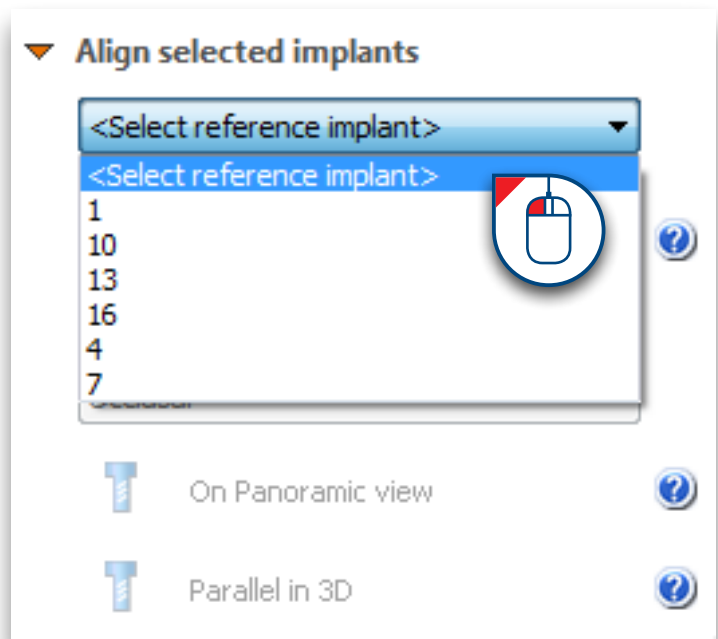 Align selected implants
<Select reference implant>
<Select reference implant>
1
10
13
16
4
7
On Panoramic view
Parallel in 3D